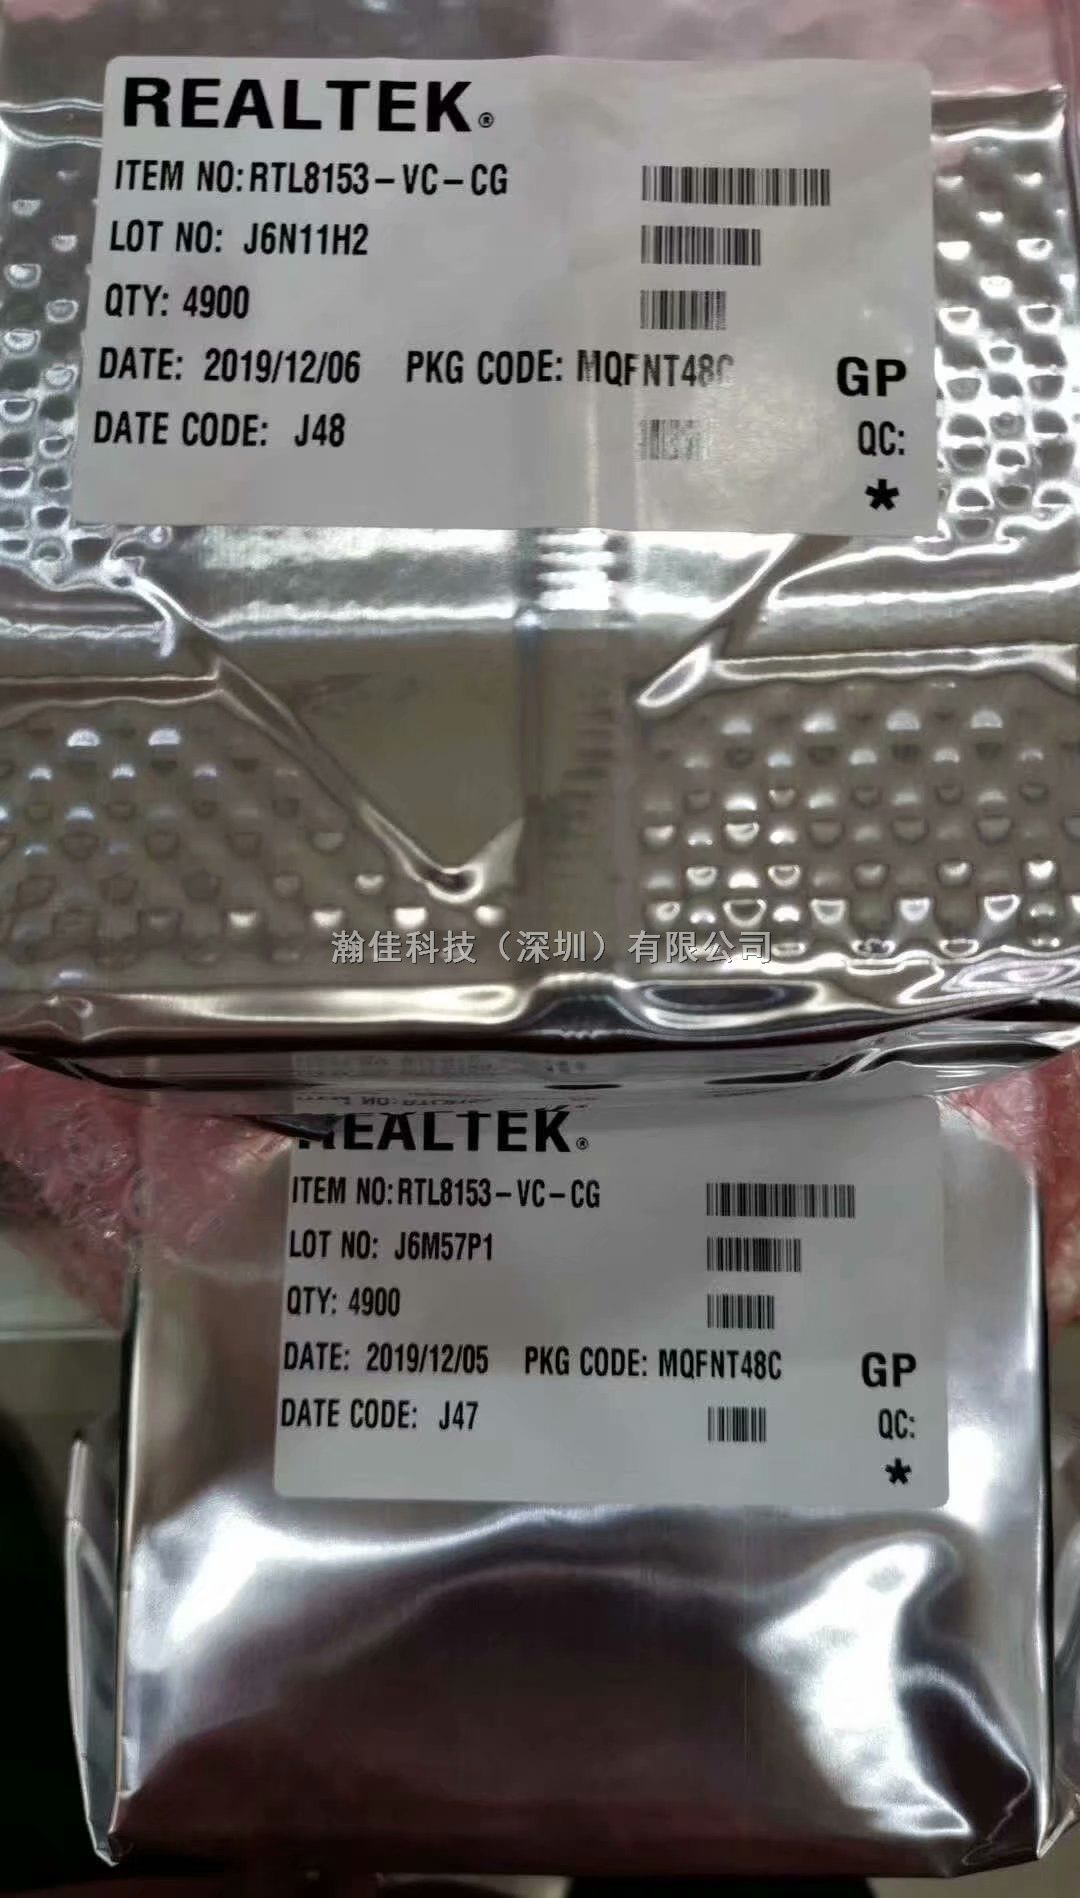 REALTEK®
ITEM NO: RTL8153-VC-CG
LOT NO: J6N11H2
QTY: 4900
DATE: 2019/12/06 PKG CODE: MQFNT48C GP
DATE CODE: J48 QC:
*
瀚佳科技（深圳）有限公司
REALTEK®
ITEM NO: RTL8153-VC-CG
LOT NO: J6M57P1
QTY: 4900
DATE: 2019/12/05 PKG CODE: MQFNT48C GP
DATE CODE: J47 QC:
*